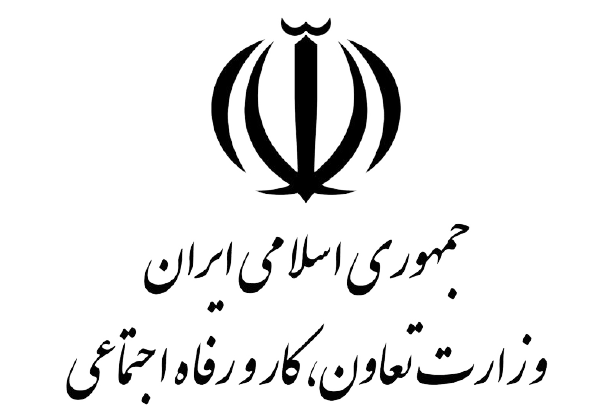 جمهوری اسلامی ایران
وزارت تعاون، کار و رفاه اجتماعی